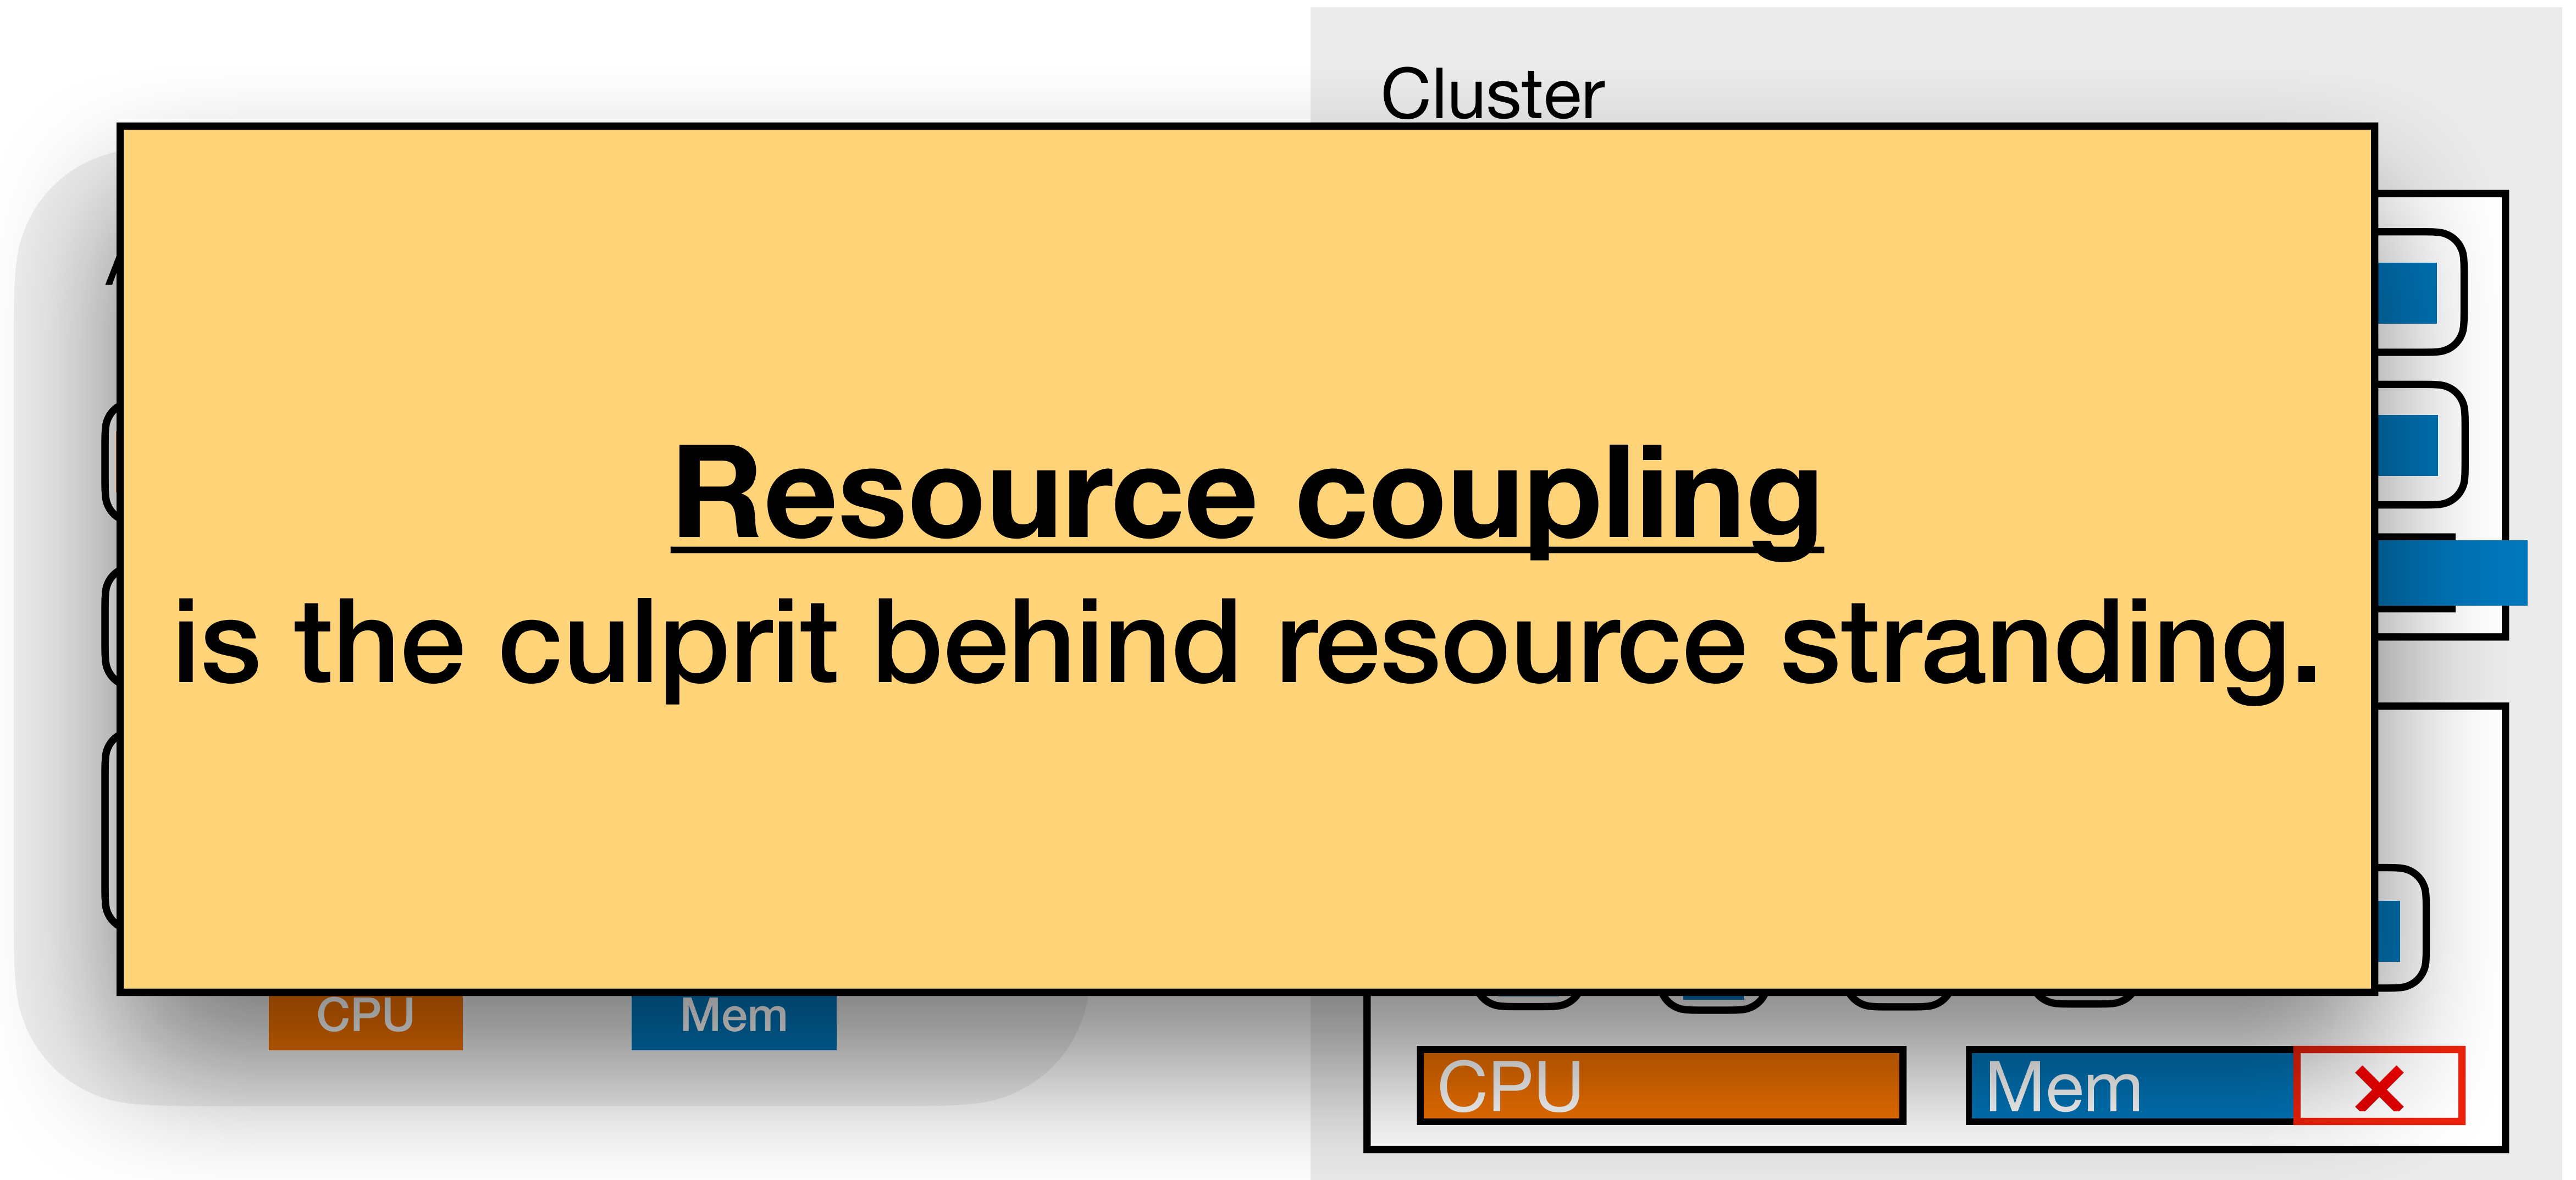 Cluster
Resource coupling
is the culprit behind resource stranding.
CPU
Mem
CPU
Mem